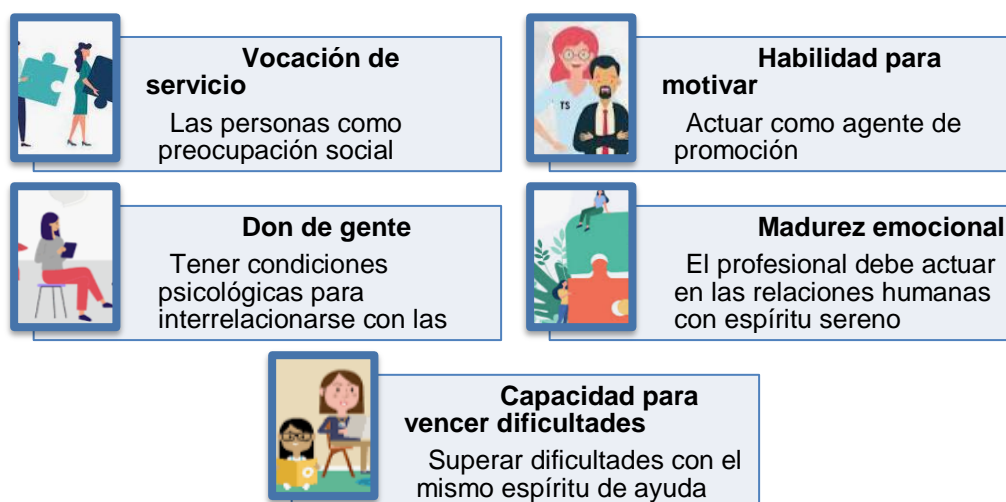 Vocación de
servicio
Las personas como
preocupación social
Habilidad para
motivar
Actuar como agente de
promoción
TS
Don de gente
Tener condiciones
psicológicas para
interrelacionarse con las
Madurez emocional
El profesional debe actuar
en las relaciones humanas
con espíritu sereno
Capacidad para
vencer dificultades
Superar dificultades con el
mismo espíritu de ayuda